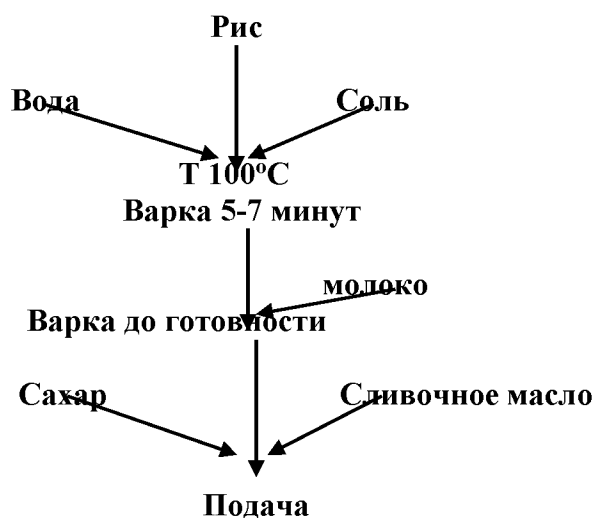 Рис
Вода
Соль
Т 100ºС
Варка 5-7 минут
молоко
Варка до готовности
Сахар
Сливочное масло
Подача